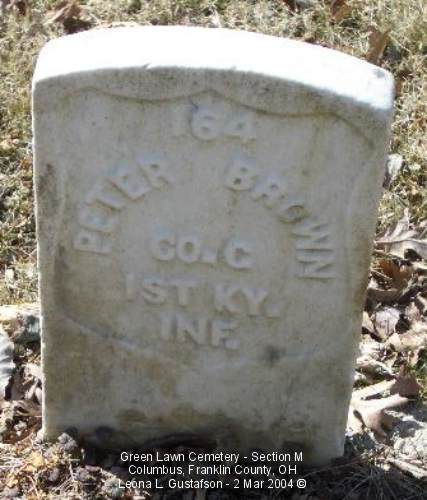 164
PETER BROWN
CO. C
1ST KY.
INF.
Green Lawn Cemetery - Section M
Columbus, Franklin County, OH
Leona L. Gustafson - 2 Mar 2004 ©